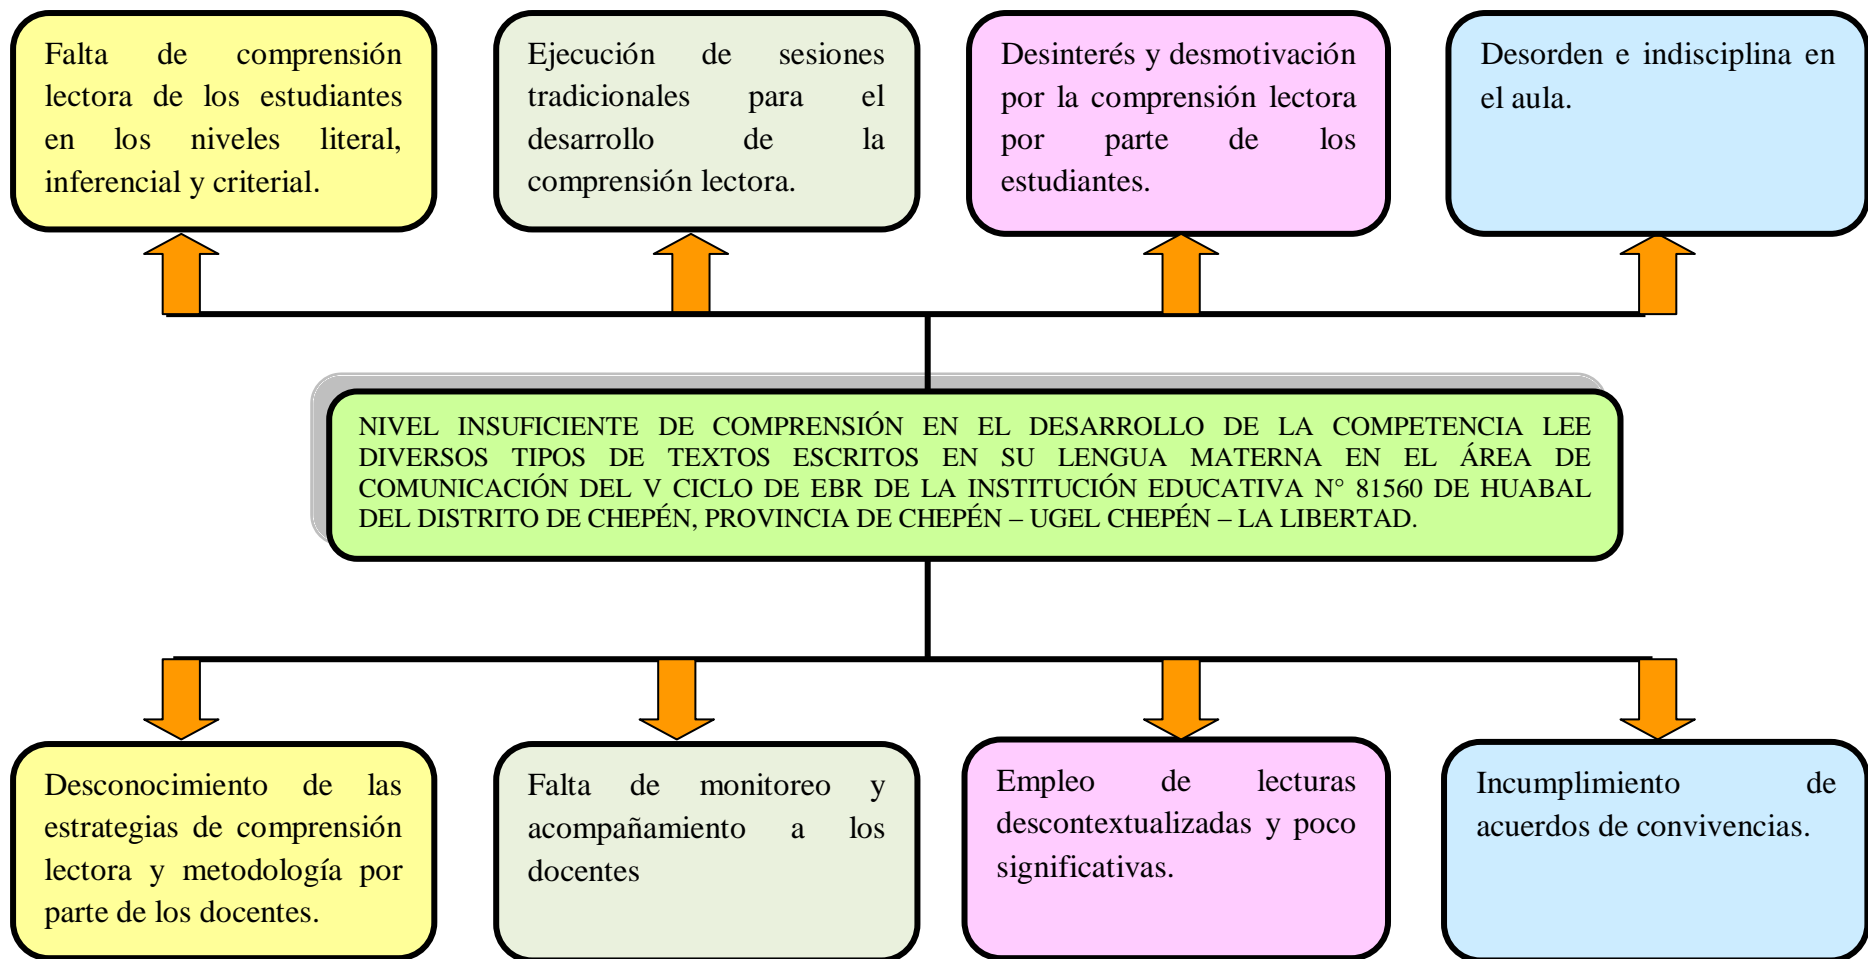 Falta de comprensión
lectora de los estudiantes
en los niveles literal,
inferencial y criterial.
Ejecución de sesiones
tradicionales para el
desarrollo de la
comprensión lectora.
Desinterés y desmotivación
por la comprensión lectora
por parte de los
estudiantes.
Desorden e indisciplina en
el aula.
NIVEL INSUFICIENTE DE COMPRENSIÓN EN EL DESARROLLO DE LA COMPETENCIA LEE
DIVERSOS TIPOS DE TEXTOS ESCRITOS EN SU LENGUA MATERNA EN EL ÁREA DE
COMUNICACIÓN DEL V CICLO DE EBR DE LA INSTITUCIÓN EDUCATIVA N° 81560 DE HUABAL
DEL DISTRITO DE CHEPÉN, PROVINCIA DE CHEPÉN – UGEL CHEPÉN – LA LIBERTAD.
Desconocimiento de las
estrategias de comprensión
lectora y metodología por
parte de los docentes.
Falta de monitoreo y
acompañamiento a los
docentes
Empleo de lecturas
descontextualizadas y poco
significativas.
Incumplimiento de
acuerdos de convivencias.